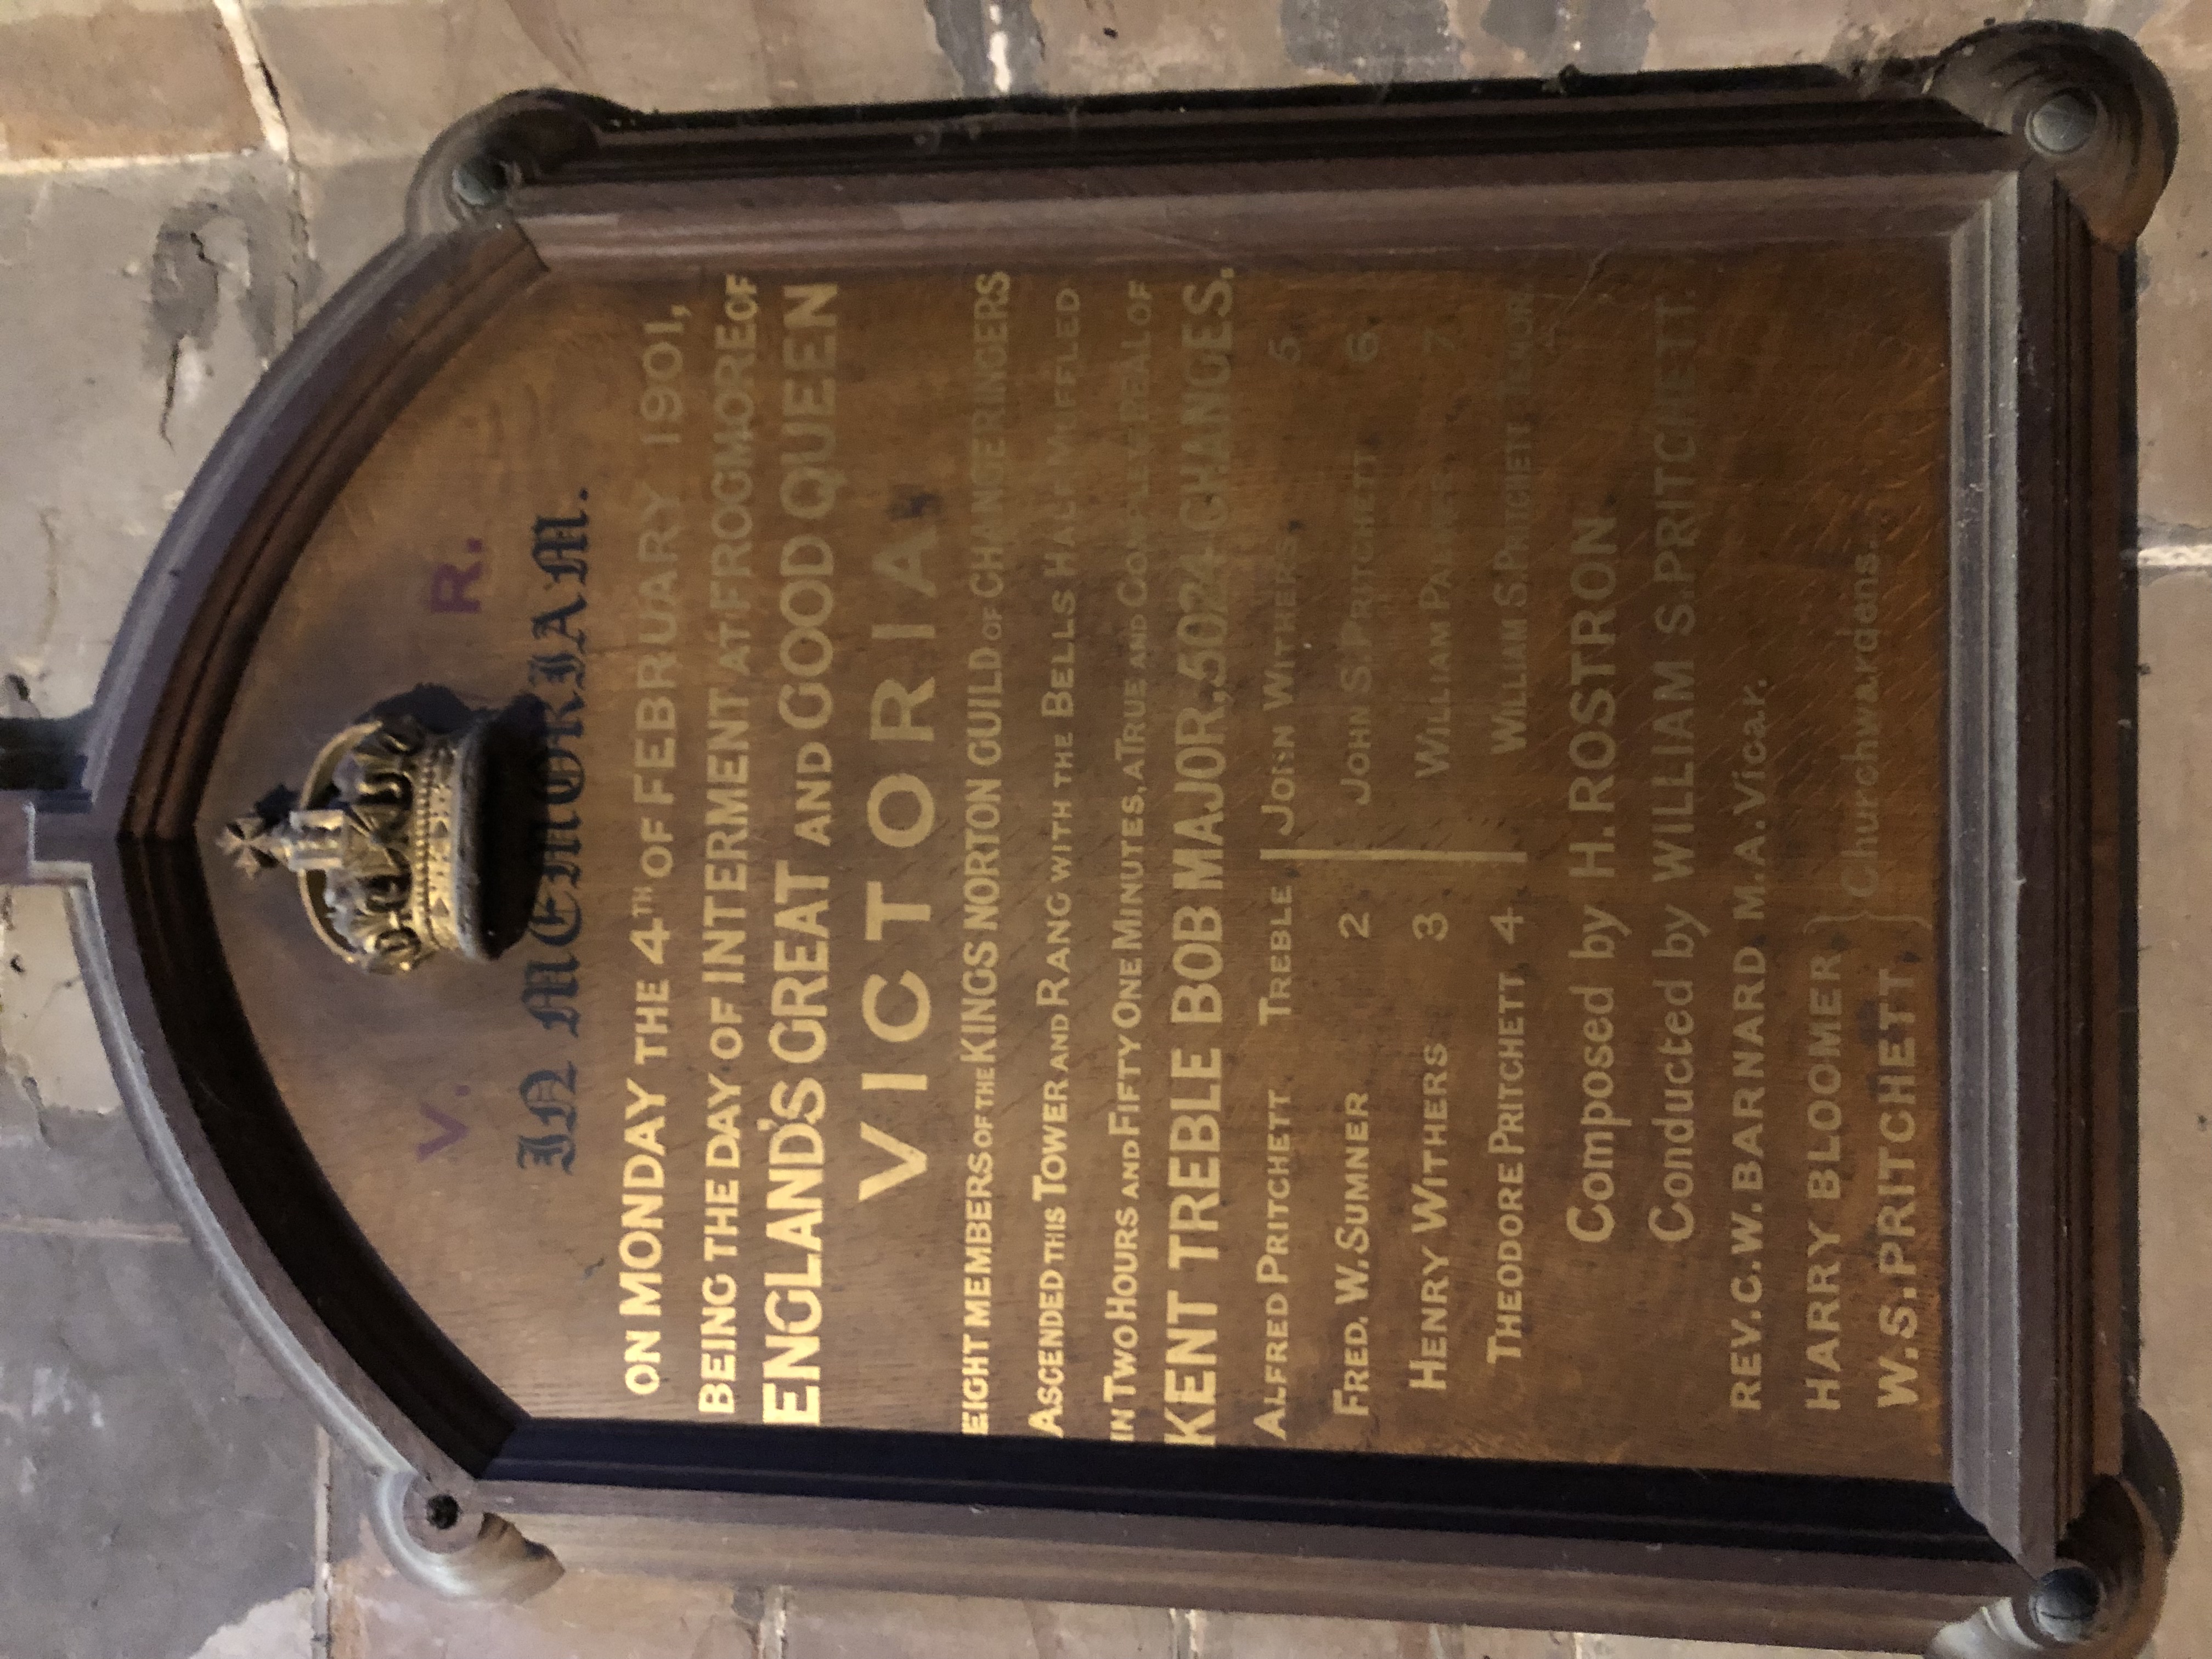 V. R.
IN MEMORIAM.
ON MONDAY THE 4TH OF FEBRUARY 1901,
BEING THE DAY OF INTERMENT AT FROGMORE OF
ENGLAND'S GREAT AND GOOD QUEEN
VICTORIA
EIGHT MEMBERS OF THE KINGS NORTON GUILD OF CHANGE RINGERS
ASCENDED THIS TOWER AND RANG WITH THE BELLS HALF MUFFLED
IN TWO HOURS AND FIFTY ONE MINUTES, A TRUE AND COMPLETE PEAL OF
KENT TREBLE BOB MAJOR, 5024 CHANGES.
ALFRED PRITCHETT TREBLE, JOHN WITHERS, 5
FRED. W. SUMNER 2 JOHN S. PRITCHETT 6
HENRY WITHERS 3 WILLIAM PALMER 7
THEODORE PRITCHETT, 4 WILLIAM S. PRITCHETT TENOR
Composed by H. ROSTRON.
Conducted by WILLIAM S. PRITCHETT.
REV. C. W. BARNARD, M.A. Vicar.
HARRY BLOOMER,
W. S. PRITCHETT, } Churchwardens.